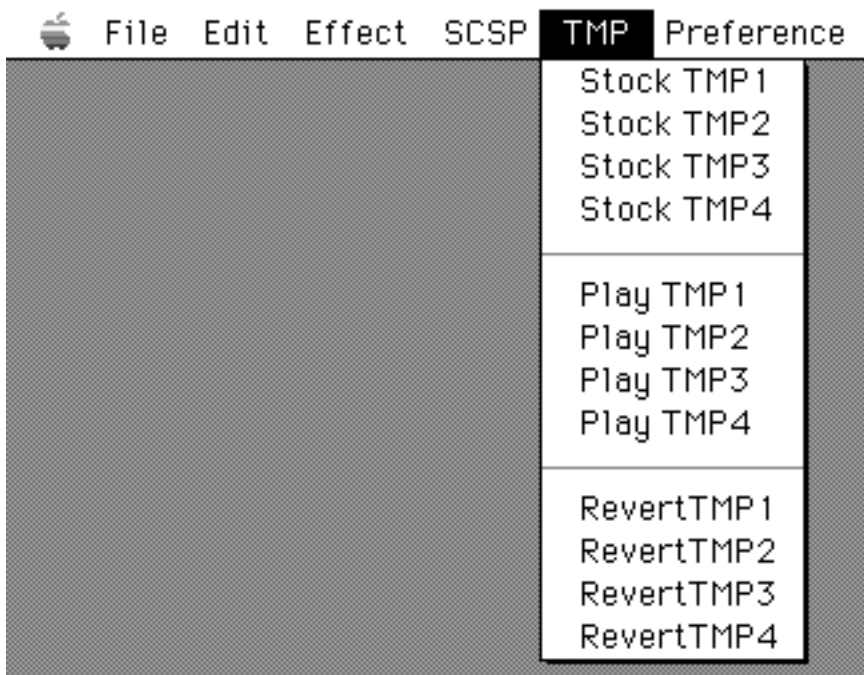 File Edit Effect SCSP TMP Preference
Stock TMP1
Stock TMP2
Stock TMP3
Stock TMP4
Play TMP1
Play TMP2
Play TMP3
Play TMP4
RevertTMP1
RevertTMP2
RevertTMP3
RevertTMP4